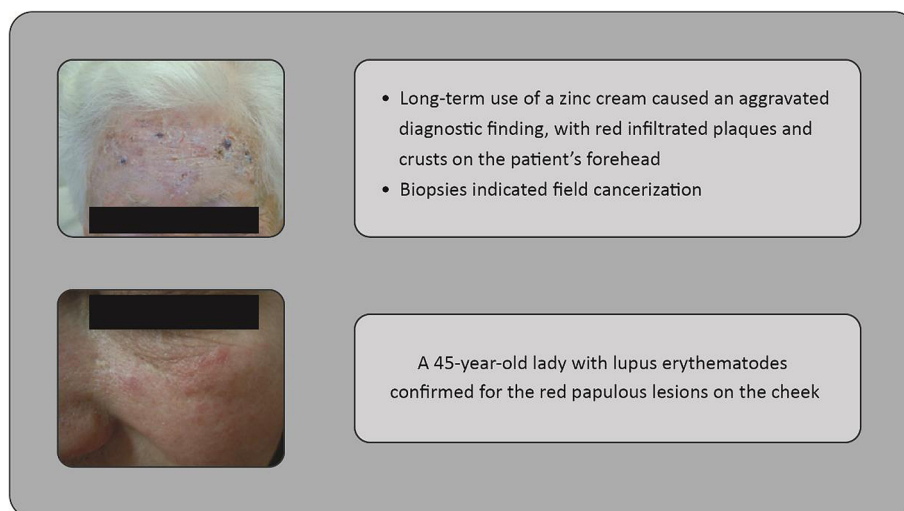 • Long-term use of a zinc cream caused an aggravated
diagnostic finding, with red infiltrated plaques and
crusts on the patient's forehead
• Biopsies indicated field cancerization
A 45-year-old lady with lupus erythematodes
confirmed for the red papulous lesions on the cheek